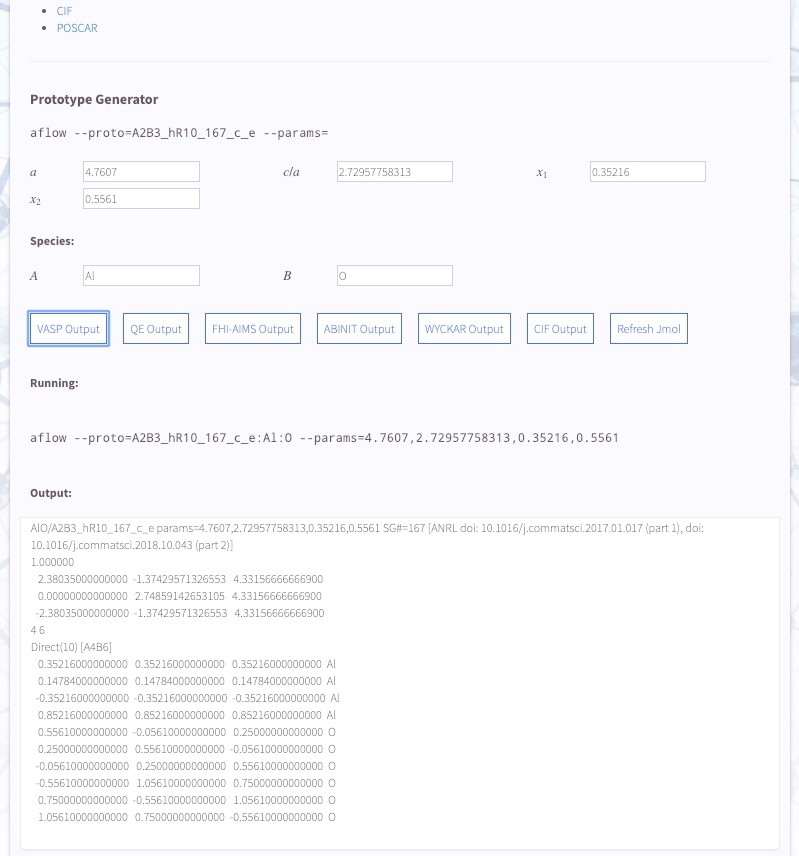 CIF
POSCAR
Prototype Generator
aflow --proto=A2B3_hR10_167_c_e --params=
a 4.7607 c/a 2.72957758313 x1 0.35216
x2 0.5561
Species:
A Al B O
VASP Output QE Output FHI-AIMS Output ABINIT Output WYCKAR Output CIF Output Refresh Jmol
Running:
aflow --proto=A2B3_hR10_167_c_e:Al:O --params=4.7607,2.72957758313,0.35216,0.5561
Output:
AlO/A2B3_hR10_167_c_e params=4.7607,2.72957758313,0.35216,0.5561 SG#=167 [ANRL doi: 10.1016/j.commatsci.2017.01.017 (part 1), doi:
10.1016/j.commatsci.2018.10.043 (part 2)]
1.000000
2.38035000000000 -1.37429571326553 4.33156666666900
0.00000000000000 2.74859142653105 4.33156666666900
-2.38035000000000 -1.37429571326553 4.33156666666900
4 6
Direct(10) [A4B6]
0.35216000000000 0.35216000000000 0.35216000000000 Al
0.14784000000000 0.14784000000000 0.14784000000000 Al
-0.35216000000000 -0.35216000000000 -0.35216000000000 Al
0.85216000000000 0.85216000000000 0.85216000000000 Al
0.55610000000000 -0.05610000000000 0.25000000000000 O
0.25000000000000 0.55610000000000 -0.05610000000000 O
-0.05610000000000 0.25000000000000 0.55610000000000 O
-0.55610000000000 1.05610000000000 0.75000000000000 O
0.75000000000000 -0.55610000000000 1.05610000000000 O
1.05610000000000 0.75000000000000 -0.55610000000000 O